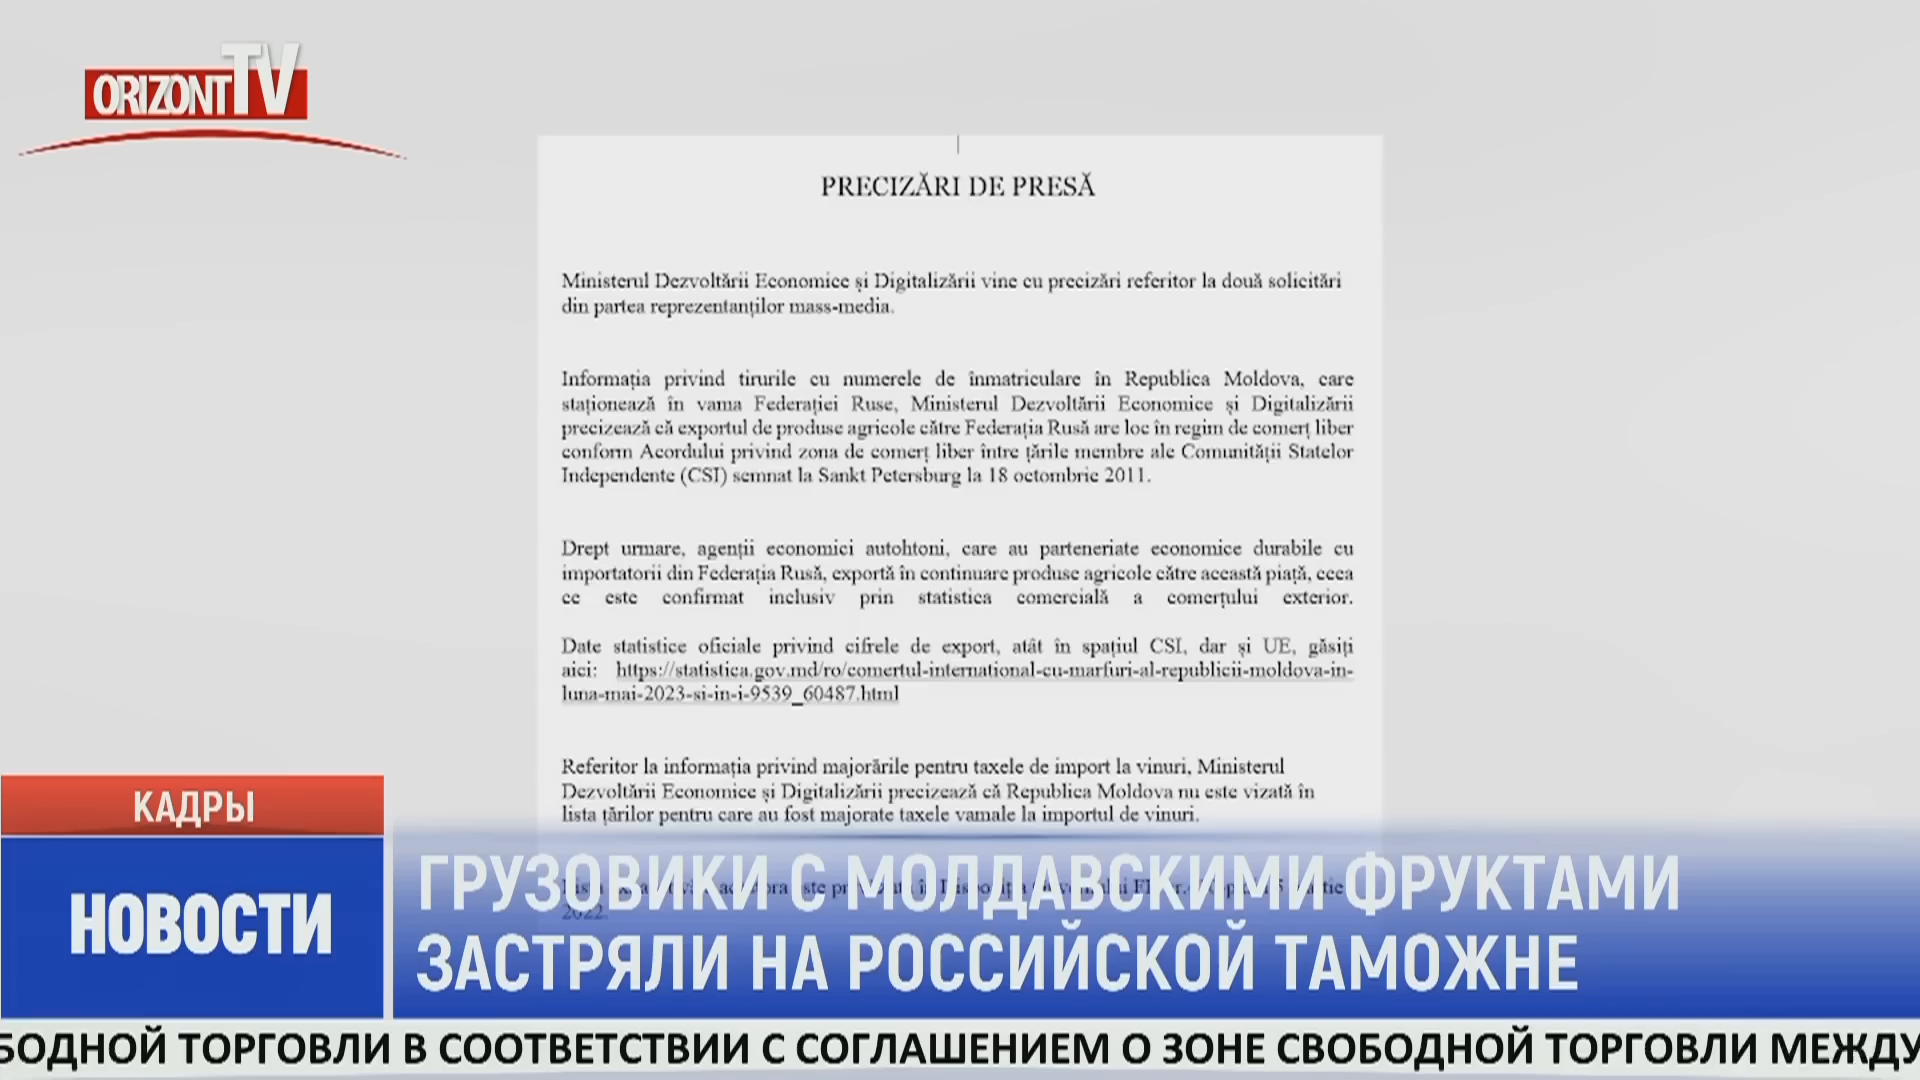 ORIZONTTV
PRECIZĂRI DE PRESĂ
Ministerul Dezvoltării Economice și Digitalizării vine cu precizări referitor la două solicitări
din partea reprezentanților mass-media.
Informația privind tirurile cu numerele de înmatriculare în Republica Moldova, care
staționează în vama Federației Ruse, Ministerul Dezvoltării Economice și Digitalizării
precizează că exportul de produse agricole către Federația Rusă are loc în regim de comerț liber
conform Acordului privind zona de comerț liber între țările membre ale Comunității Statelor
Independente (CSI) semnat la Sankt Petersburg la 18 octombrie 2011.
Drept urmare, agenții economici autohtoni, care au parteneriate economice durabile cu
importatorii din Federația Rusă, exportă în continuare produse agricole către această piață, ceea
ce este confirmat inclusiv prin statistica comercială a comerțului exterior.
Date statistice oficiale privind cifrele de export, atât în spațiul CSI, dar și UE, găsiți
aici: https://statistica.gov.md/ro/comertul-international-cu-marfuri-al-republicii-moldova-in-
luna-mai-2023-si-in-i-9539_60487.html
Referitor la informația privind majorările pentru taxele de import la vinuri, Ministerul
Dezvoltării Economice și Digitalizării precizează că Republica Moldova nu este vizată în
lista țărilor pentru care au fost majorate taxele vamale la importul de vinuri.
2022.
КАДРЫ
НОВОСТИ
ГРУЗОВИКИ С МОЛДАВСКИМИ ФРУКТАМИ
ЗАСТРЯЛИ НА РОССИЙСКОЙ ТАМОЖНЕ
БОДНОЙ ТОРГОВЛИ В СООТВЕТСТВИИ С СОГЛАШЕНИЕМ О ЗОНЕ СВОБОДНОЙ ТОРГОВЛИ МЕЖДУ